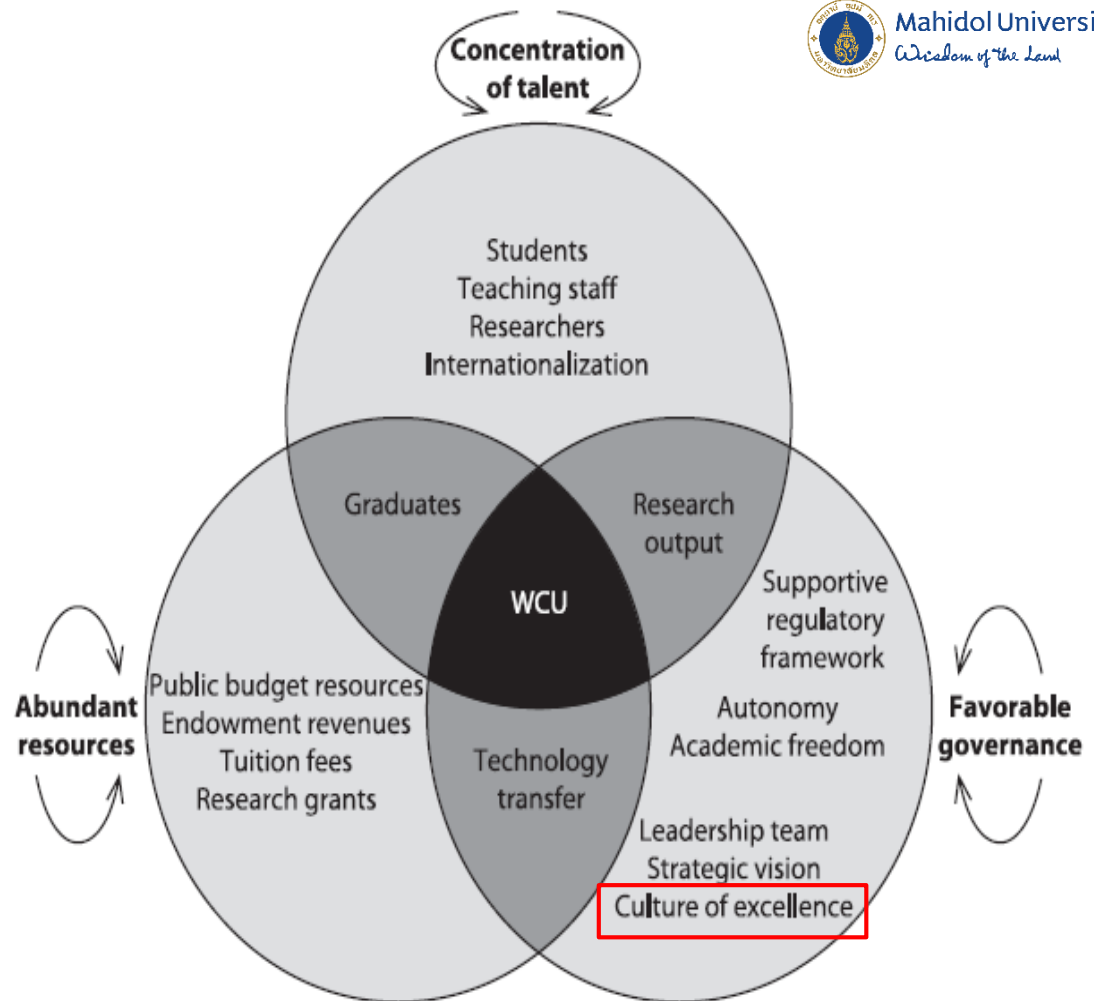 Mahidol Universi
Wisdom of the Land
Concentration
of talent
Students
Teaching staff
Researchers
Internationalization
Graduates
Research
output
WCU
Supportive
regulatory
framework
Autonomy
Academic freedom
Leadership team
Strategic vision
Culture of excellence
Favorable
governance
Abundant
resources
Public budget resources
Endowment revenues
Tuition fees
Research grants
Technology
transfer